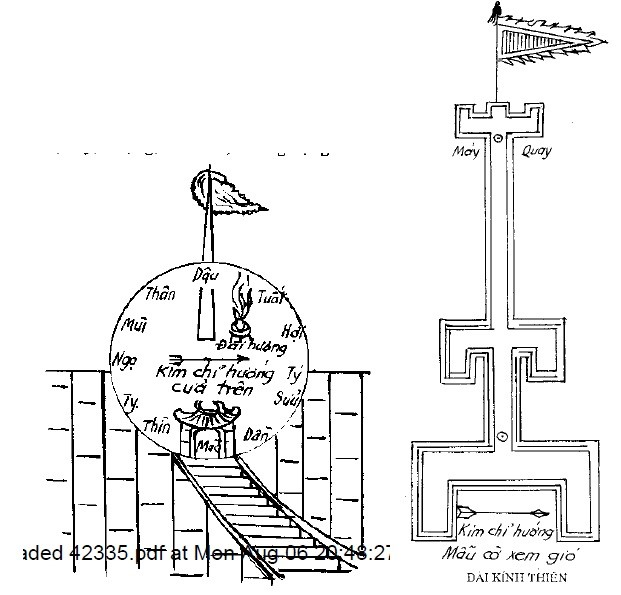 Dậu
Thân
Tuất
Mùi
Hợi
Đài hướng
Ngọ
Kim chỉ hướng
Tý
cuả trên
Sửu
Tỵ
Thìn
Mão
Dần
aded 42335.pdf at Mon Aug 06 20:48:27
Máy Quay
Kim chỉ hướng
Mẫu cờ xem gió
ĐÀI KÍNH THIÊN